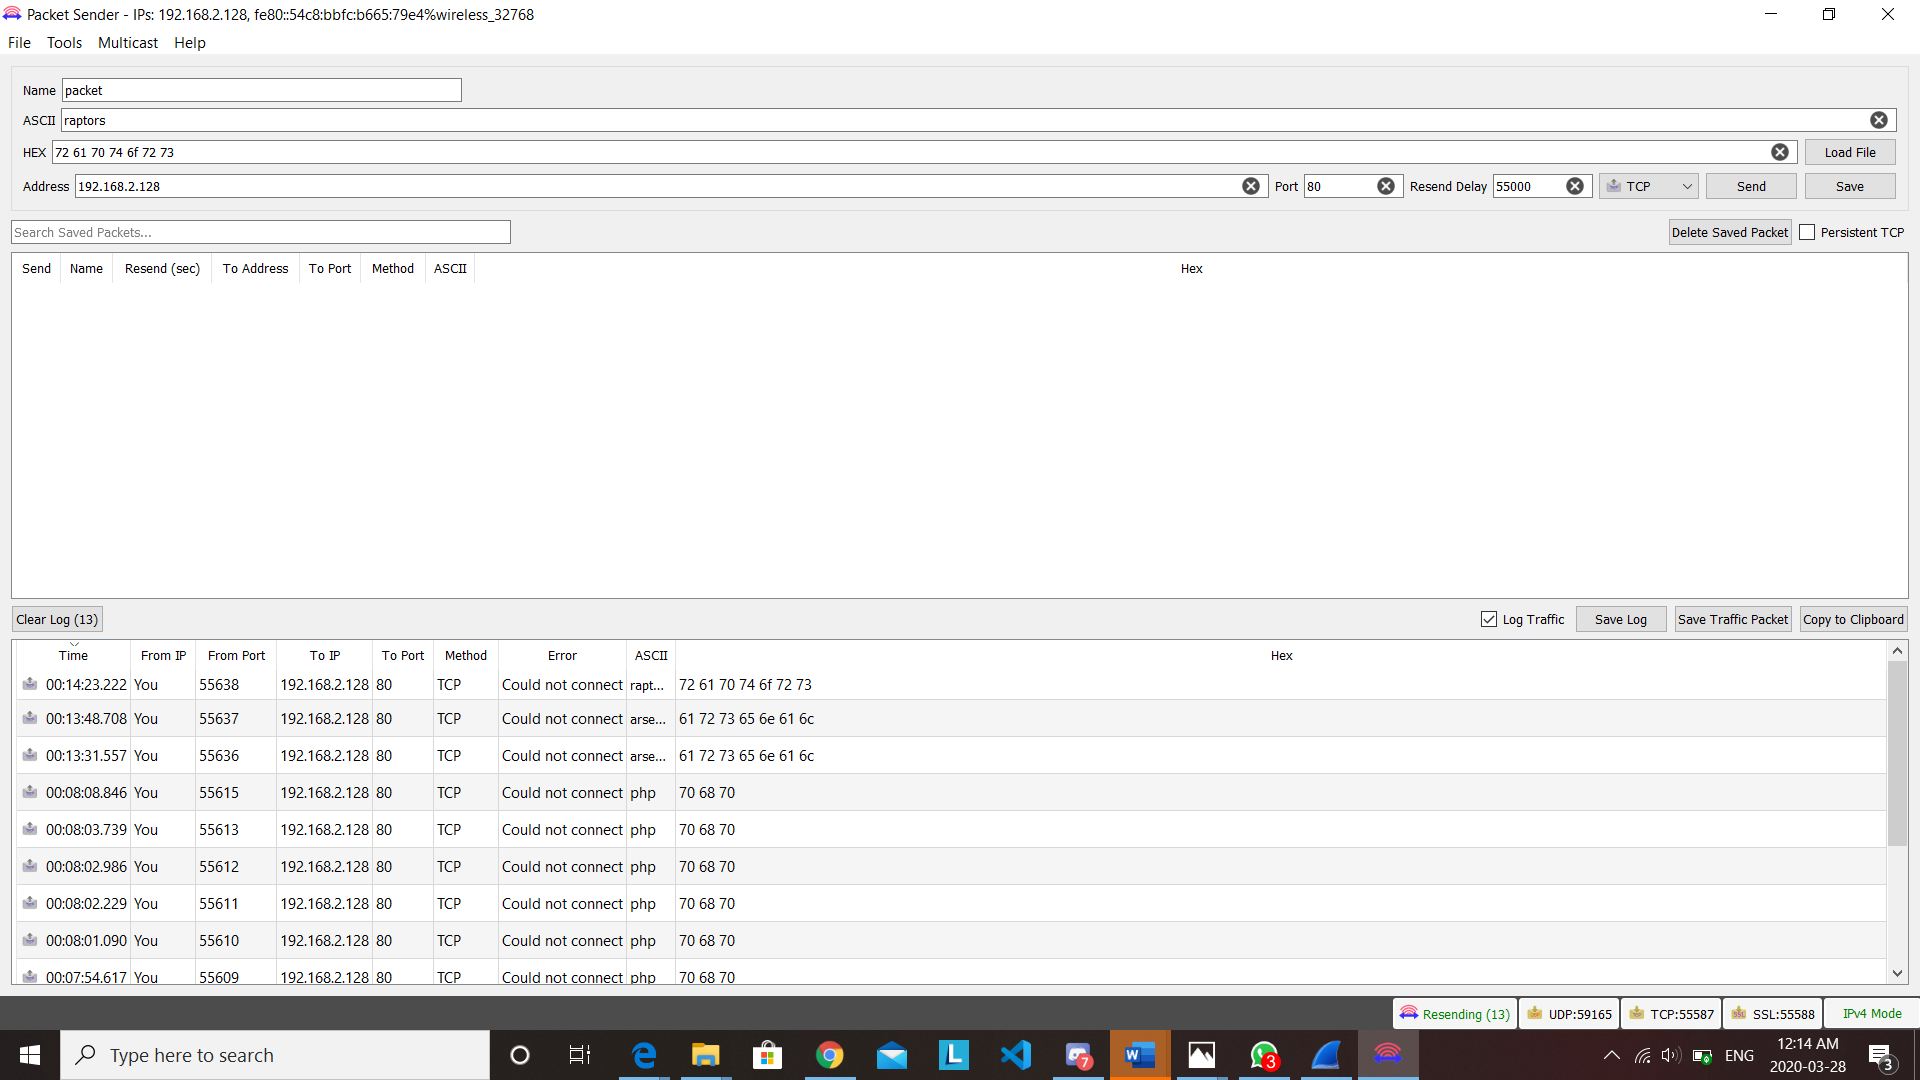 Packet Sender - IPs: 192.168.2.128, fe80::54c8:bbfc:b665:79e4%wireless_32768
File Tools Multicast Help
Name packet
ASCII raptors
HEX 72 61 70 74 6f 72 73 Load File
Address 192.168.2.128 Port 80 Resend Delay 55000 TCP Send Save
Search Saved Packets... Delete Saved Packet Persistent TCP
Send Name Resend (sec) To Address To Port Method ASCII Hex
Clear Log (13) Log Traffic Save Log Save Traffic Packet Copy to Clipboard
Time From IP From Port To IP To Port Method Error ASCII Hex
00:14:23.222 You 55638 192.168.2.128 80 TCP Could not connect rapt... 72 61 70 74 6f 72 73
00:13:48.708 You 55637 192.168.2.128 80 TCP Could not connect arse... 61 72 73 65 6e 61 6c
00:13:31.557 You 55636 192.168.2.128 80 TCP Could not connect arse... 61 72 73 65 6e 61 6c
00:08:08.846 You 55615 192.168.2.128 80 TCP Could not connect php 70 68 70
00:08:03.739 You 55613 192.168.2.128 80 TCP Could not connect php 70 68 70
00:08:02.986 You 55612 192.168.2.128 80 TCP Could not connect php 70 68 70
00:08:02.229 You 55611 192.168.2.128 80 TCP Could not connect php 70 68 70
00:08:01.090 You 55610 192.168.2.128 80 TCP Could not connect php 70 68 70
00:07:54.617 You 55609 192.168.2.128 80 TCP Could not connect php 70 68 70
Resending (13) UDP:59165 TCP:55587 SSL:55588 IPv4 Mode
Type here to search L 7 W 3 ENG 12:14 AM
2020-03-28 3